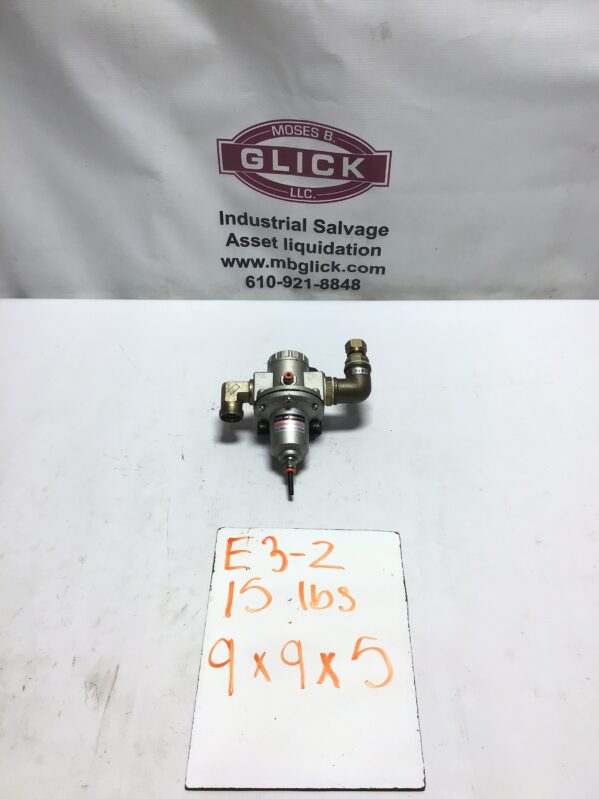 MOSES B.
GLICK
LLC.
Industrial Salvage
Asset liquidation
www.mbglick.com
610-921-8848
E3-2
15 lbs
9x9x5